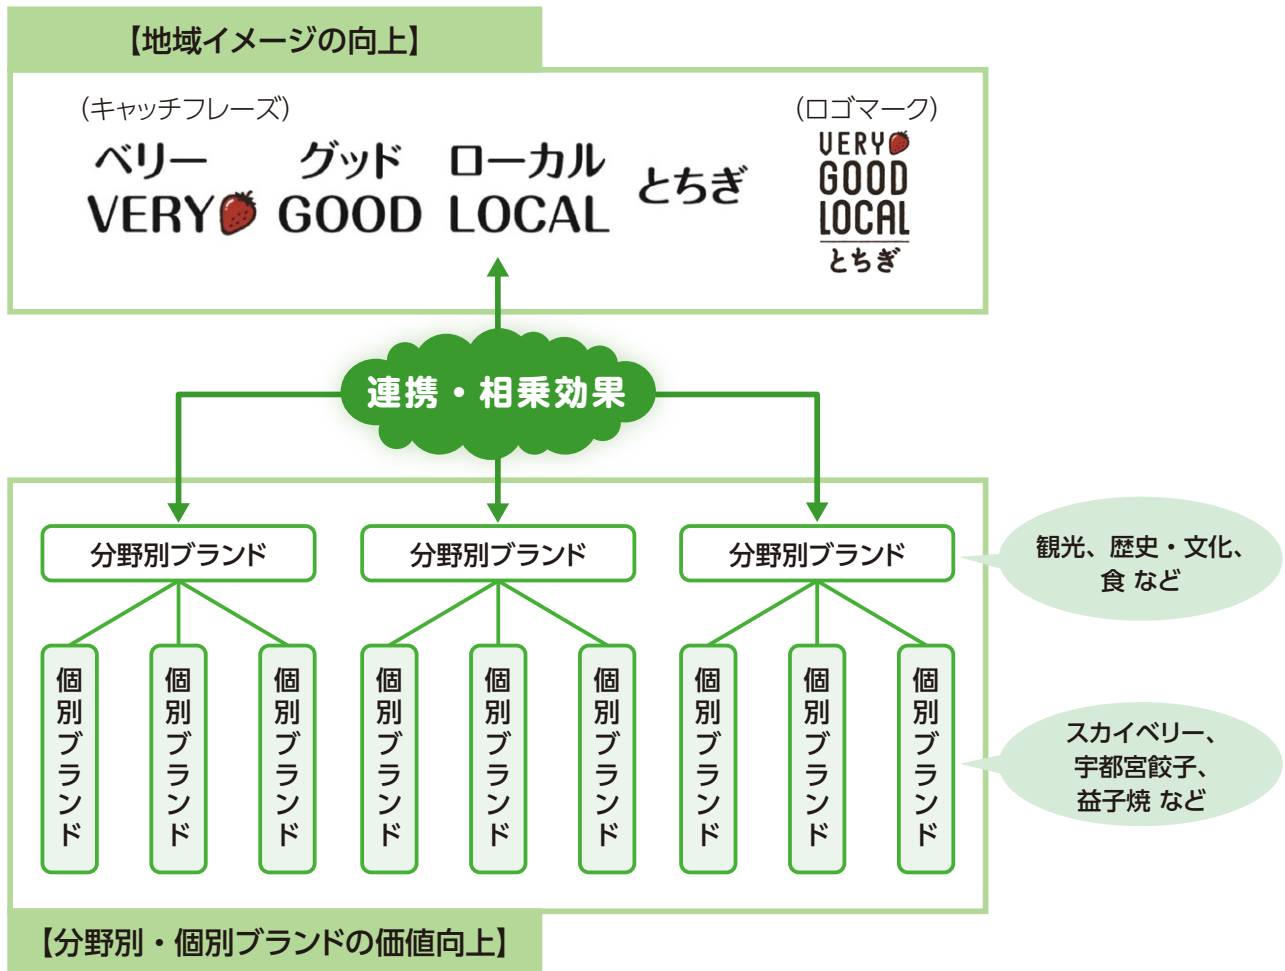 【地域イメージの向上】
(キャッチフレーズ)
ベリー グッド ローカル
VERY GOOD LOCAL とちぎ
(ロゴマーク)
VERY
GOOD
LOCAL
とちぎ
連携・相乗効果
分野別ブランド
分野別ブランド
分野別ブランド
観光、歴史・文化、
食 など
個別ブランド
個別ブランド
個別ブランド
個別ブランド
個別ブランド
個別ブランド
個別ブランド
個別ブランド
個別ブランド
スカイベリー、
宇都宮餃子、
益子焼 など
【分野別・個別ブランドの価値向上】